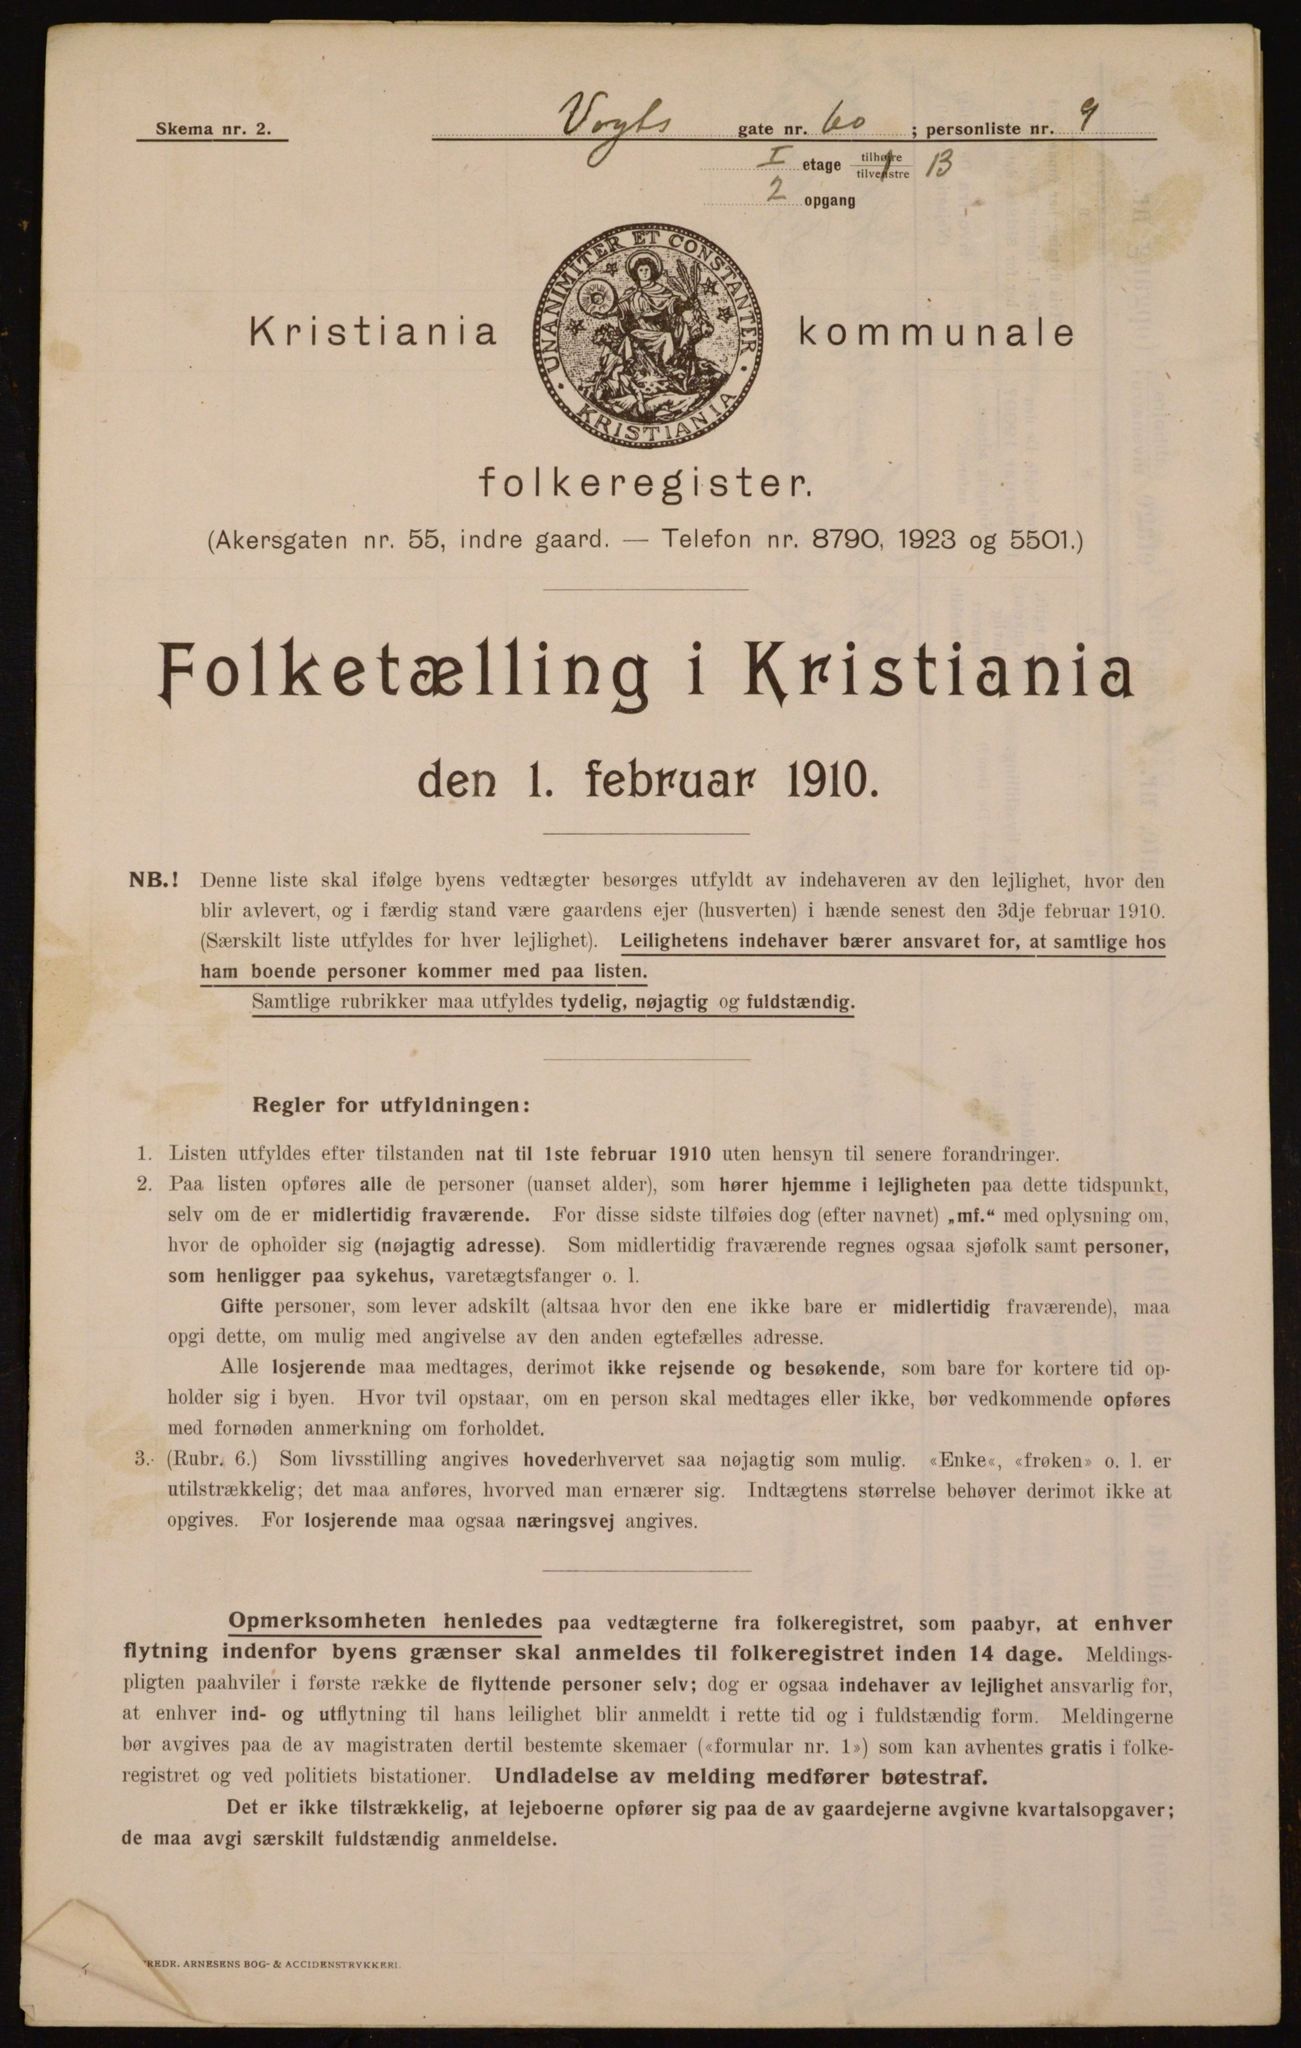 Skema nr. 2. Vogts gate nr. 60 ; personliste nr. 9
I etage tilhøire B
tilvenstre
2 opgang
UNANIMITER ET CONSTANTER
KRISTIANIA
Kristiania kommunale
folkeregister.
(Akersgaten nr. 55, indre gaard. — Telefon nr. 8790, 1923 og 5501.)
Folketælling i Kristiania
den 1. februar 1910.
NB.! Denne liste skal ifølge byens vedtægter besørges utfyldt av indehaveren av den lejlighet, hvor den
blir avlevert, og i færdig stand være gaardens ejer (husverten) i hænde senest den 3dje februar 1910.
(Særskilt liste utfyldes for hver lejlighet). Leilighetens indehaver bærer ansvaret for, at samtlige hos
ham boende personer kommer med paa listen.
Samtlige rubrikker maa utfyldes tydelig, nøjagtig og fuldstændig.
Regler for utfyldningen:
1. Listen utfyldes efter tilstanden nat til 1ste februar 1910 uten hensyn til senere forandringer.
2. Paa listen opføres alle de personer (uanset alder), som hører hjemme i lejligheten paa dette tidspunkt,
selv om de er midlertidig fraværende. For disse sidste tilføies dog (efter navnet) „mf.“ med oplysning om,
hvor de opholder sig (nøjagtig adresse). Som midlertidig fraværende regnes ogsaa sjøfolk samt personer,
som henligger paa sykehus, varetægtsfanger o. l.
Gifte personer, som lever adskilt (altsaa hvor den ene ikke bare er midlertidig fraværende), maa
opgi dette, om mulig med angivelse av den anden egtefælles adresse.
Alle losjerende maa medtages, derimot ikke rejsende og besøkende, som bare for kortere tid op-
holder sig i byen. Hvor tvil opstaar, om en person skal medtages eller ikke, bør vedkommende opføres
med fornøden anmerkning om forholdet.
3. (Rubr. 6.) Som livsstilling angives hovederhvervet saa nøjagtig som mulig. «Enke«, «frøken» o. l. er
utilstrækkelig; det maa anføres, hvorved man ernærer sig. Indtægtens størrelse behøver derimot ikke at
opgives. For losjerende maa ogsaa næringsvej angives.
Opmerksomheten henledes paa vedtægterne fra folkeregistret, som paabyr, at enhver
flytning indenfor byens grænser skal anmeldes til folkeregistret inden 14 dage. Meldings-
pligten paahviler i første række de flyttende personer selv; dog er ogsaa indehaver av lejlighet ansvarlig for,
at enhver ind- og utflytning til hans leilighet blir anmeldt i rette tid og i fuldstændig form. Meldingerne
bør avgives paa de av magistraten dertil bestemte skemaer («formular nr. 1») som kan avhentes gratis i folke-
registret og ved politiets bistationer. Undladelse av melding medfører bøtestraf.
Det er ikke tilstrækkelig, at lejeboerne opfører sig paa de av gaardejerne avgivne kvartalsopgaver;
de maa avgi særskilt fuldstændig anmeldelse.
REDR. ARNESENS BOG- & ACCIDENSTRYKKERI.